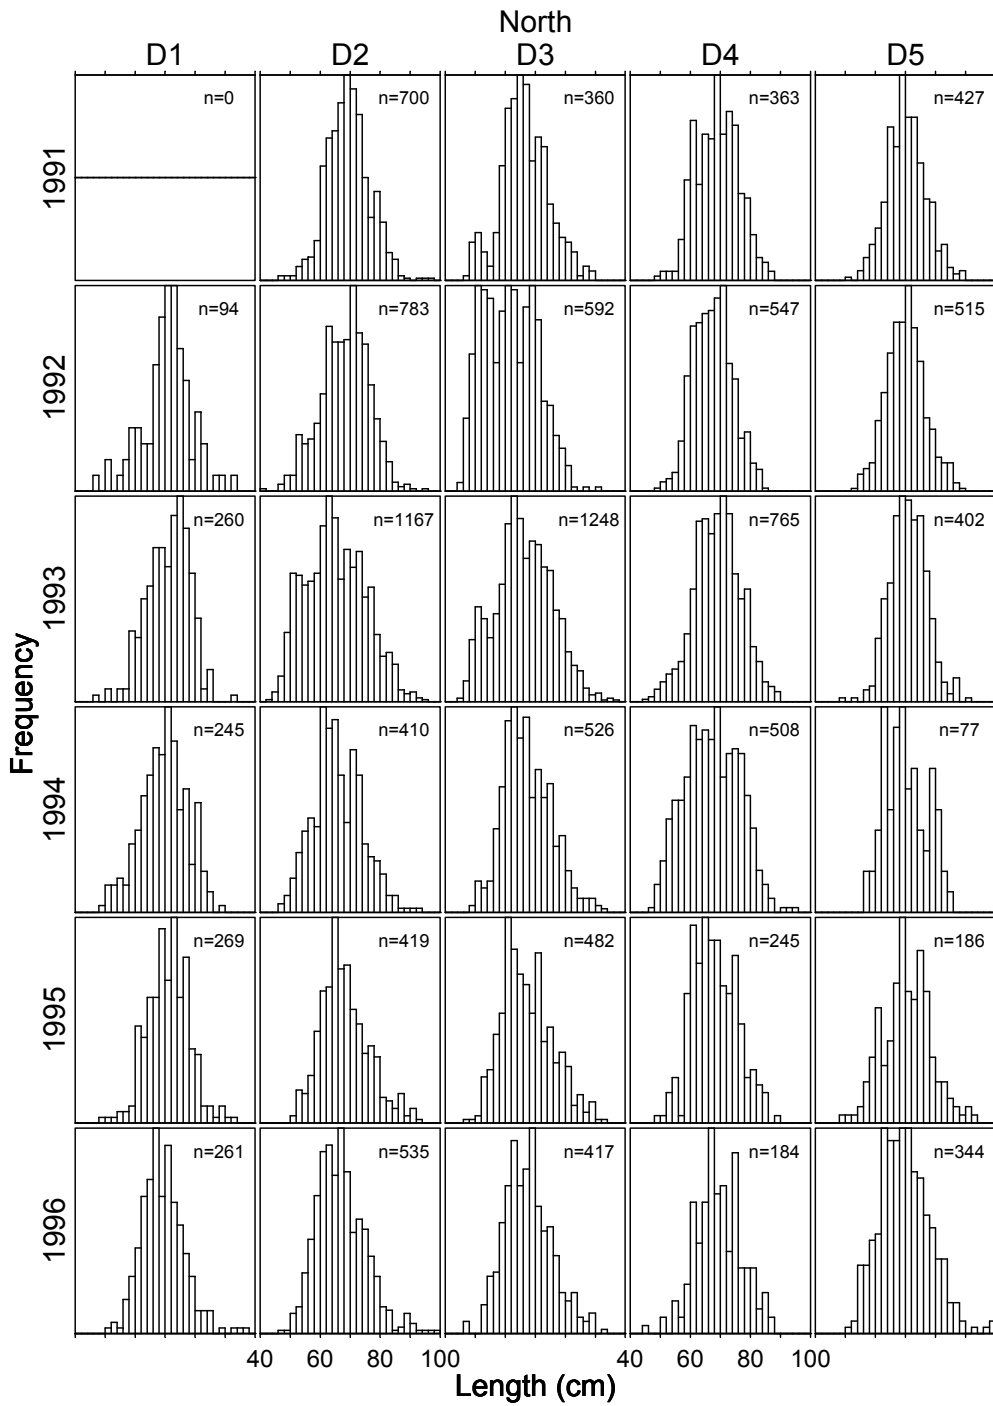 North
D1 D2 D3 D4 D5
1991 n=0 n=700 n=360 n=363 n=427
1992 n=94 n=783 n=592 n=547 n=515
1993 n=260 n=1167 n=1248 n=765 n=402
1994 n=245 n=410 n=526 n=508 n=77
1995 n=269 n=419 n=482 n=245 n=186
1996 n=261 n=535 n=417 n=184 n=344
Frequency
40 60 80 100 40 60 80 100
Length (cm)